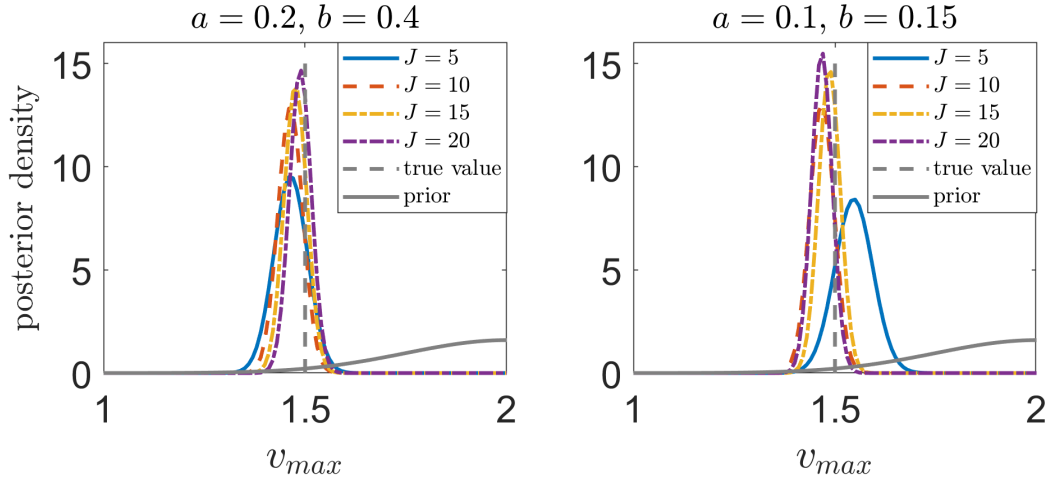 a = 0.2, b = 0.4
posterior density
15
10
5
0
1
1.5
2
v_max
J = 5
J = 10
J = 15
J = 20
true value
prior
a = 0.1, b = 0.15
15
10
5
0
1
1.5
2
v_max
J = 5
J = 10
J = 15
J = 20
true value
prior